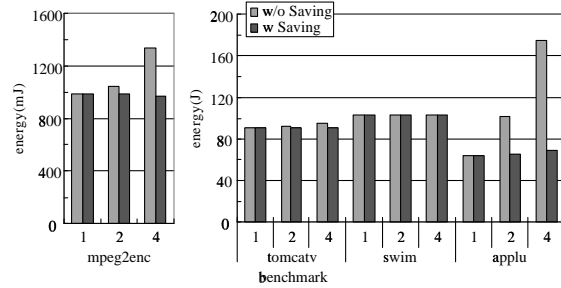 w/o Saving
w Saving
energy(mJ)
1600
1200
800
400
0
1 2 4
mpeg2enc
energy(J)
200
160
120
80
40
0
1 2 4 1 2 4 1 2 4
tomcatv swim applu
benchmark